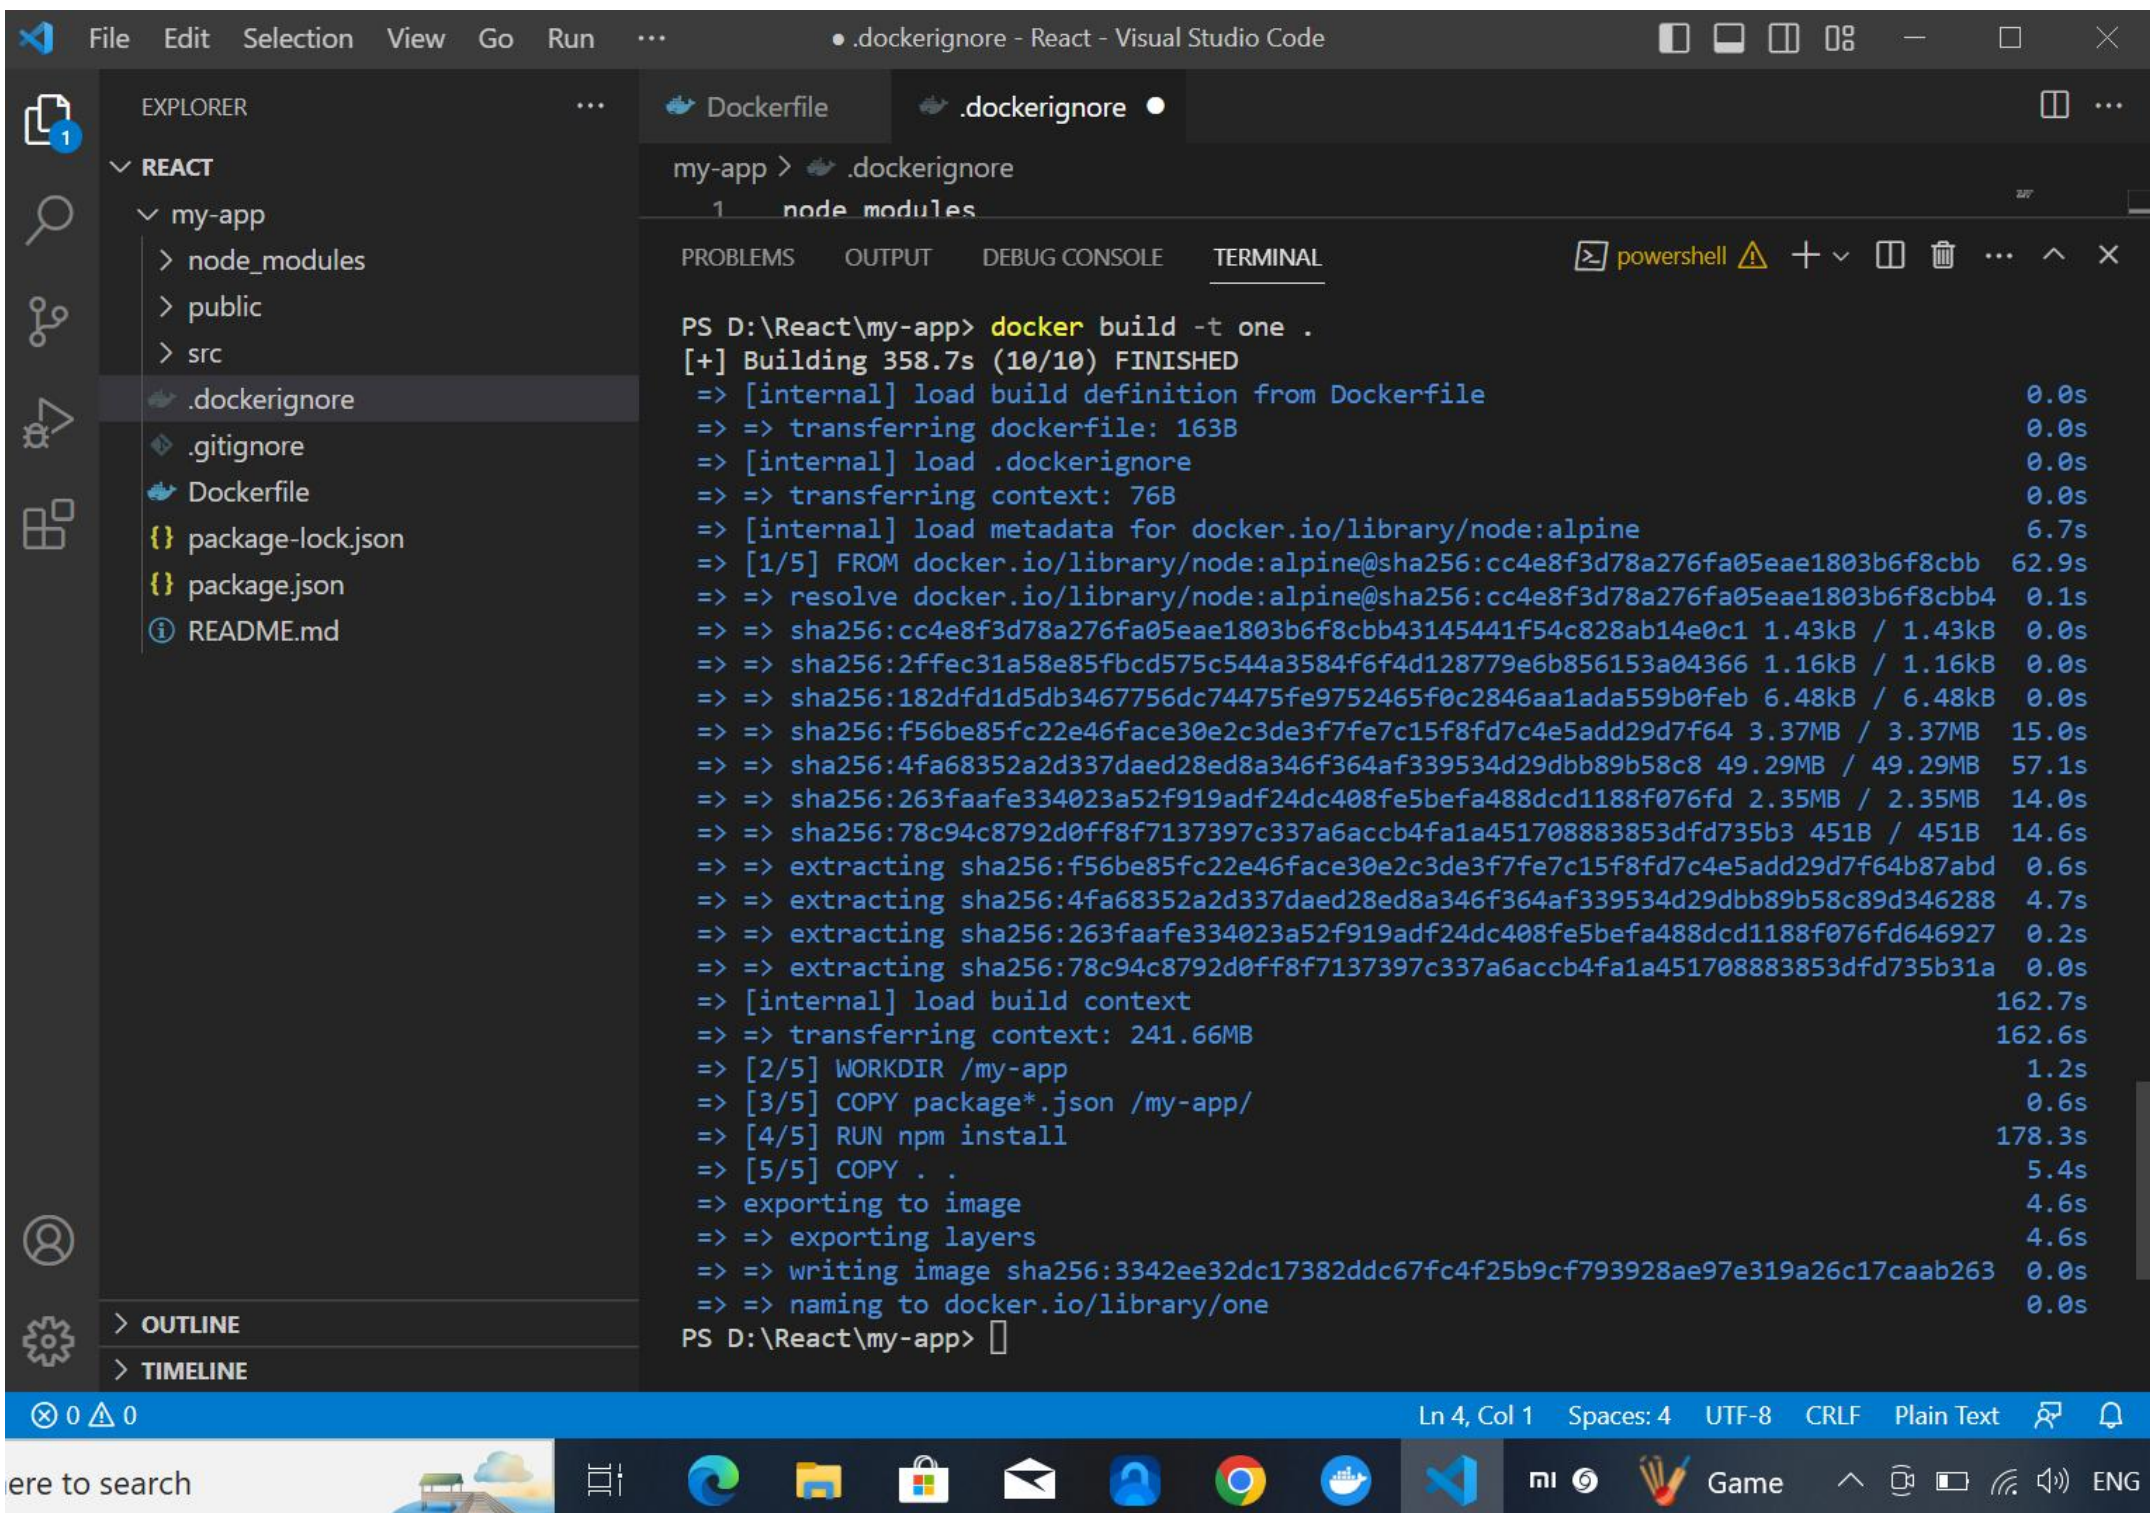 File Edit Selection View Go Run ··· ● .dockerignore - React - Visual Studio Code
EXPLORER ···
1
REACT
my-app
node_modules
public
src
.dockerignore
.gitignore
Dockerfile
{} package-lock.json
{} package.json
README.md
OUTLINE
TIMELINE
Dockerfile .dockerignore ●
my-app > .dockerignore
1 node_modules
PROBLEMS OUTPUT DEBUG CONSOLE TERMINAL powershell
PS D:\React\my-app> docker build -t one .
[+] Building 358.7s (10/10) FINISHED
=> [internal] load build definition from Dockerfile 0.0s
=> => transferring dockerfile: 163B 0.0s
=> [internal] load .dockerignore 0.0s
=> => transferring context: 76B 0.0s
=> [internal] load metadata for docker.io/library/node:alpine 6.7s
=> [1/5] FROM docker.io/library/node:alpine@sha256:cc4e8f3d78a276fa05eae1803b6f8cbb 62.9s
=> => resolve docker.io/library/node:alpine@sha256:cc4e8f3d78a276fa05eae1803b6f8cbb4 0.1s
=> => sha256:cc4e8f3d78a276fa05eae1803b6f8cbb43145441f54c828ab14e0c1 1.43kB / 1.43kB 0.0s
=> => sha256:2ffec31a58e85fbcd575c544a3584f6f4d128779e6b856153a04366 1.16kB / 1.16kB 0.0s
=> => sha256:182dfd1d5db3467756dc74475fe9752465f0c2846aa1ada559b0feb 6.48kB / 6.48kB 0.0s
=> => sha256:f56be85fc22e46face30e2c3de3f7fe7c15f8fd7c4e5add29d7f64 3.37MB / 3.37MB 15.0s
=> => sha256:4fa68352a2d337daed28ed8a346f364af339534d29dbb89b58c8 49.29MB / 49.29MB 57.1s
=> => sha256:263faafe334023a52f919adf24dc408fe5befa488dcd1188f076fd 2.35MB / 2.35MB 14.0s
=> => sha256:78c94c8792d0ff8f7137397c337a6accb4fa1a451708883853dfd735b3 451B / 451B 14.6s
=> => extracting sha256:f56be85fc22e46face30e2c3de3f7fe7c15f8fd7c4e5add29d7f64b87abd 0.6s
=> => extracting sha256:4fa68352a2d337daed28ed8a346f364af339534d29dbb89b58c89d346288 4.7s
=> => extracting sha256:263faafe334023a52f919adf24dc408fe5befa488dcd1188f076fd646927 0.2s
=> => extracting sha256:78c94c8792d0ff8f7137397c337a6accb4fa1a451708883853dfd735b31a 0.0s
=> [internal] load build context 162.7s
=> => transferring context: 241.66MB 162.6s
=> [2/5] WORKDIR /my-app 1.2s
=> [3/5] COPY package*.json /my-app/ 0.6s
=> [4/5] RUN npm install 178.3s
=> [5/5] COPY . . 5.4s
=> exporting to image 4.6s
=> => exporting layers 4.6s
=> => writing image sha256:3342ee32dc17382ddc67fc4f25b9cf793928ae97e319a26c17caab263 0.0s
=> => naming to docker.io/library/one 0.0s
PS D:\React\my-app>
0 0 Ln 4, Col 1 Spaces: 4 UTF-8 CRLF Plain Text
ere to search mı Game ENG